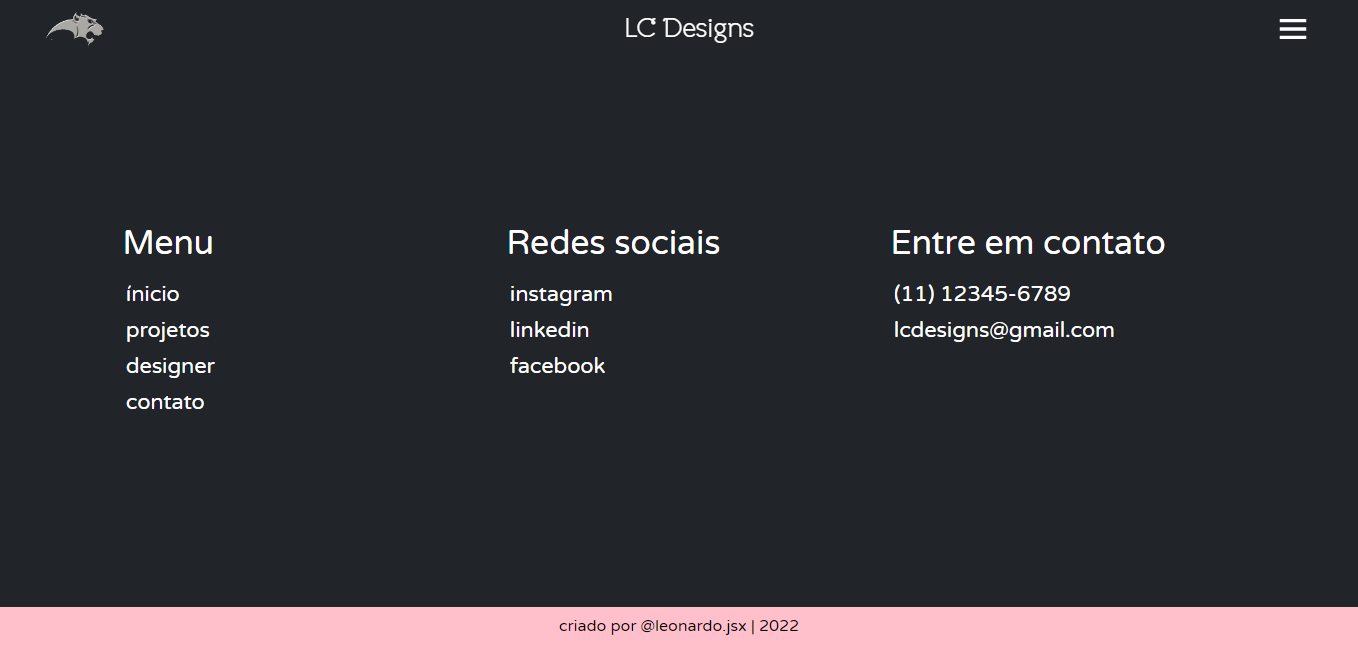 LC Designs
Menu
ínicio
projetos
designer
contato
Redes sociais
instagram
linkedin
facebook
Entre em contato
(11) 12345-6789
lcdesigns@gmail.com
criado por @leonardo.jsx | 2022